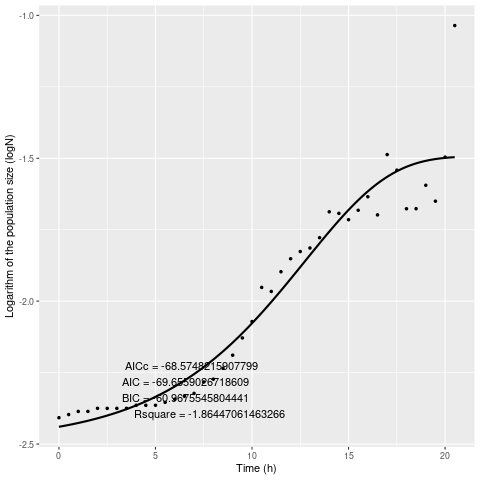 -1.0
-1.5
-2.0
-2.5
Logarithm of the population size (logN)
AICc = -68.5748215907799
AIC = -69.6559026718609
BIC = -60.9675545804441
Rsquare = -1.86447061463266
0 5 10 15 20
Time (h)